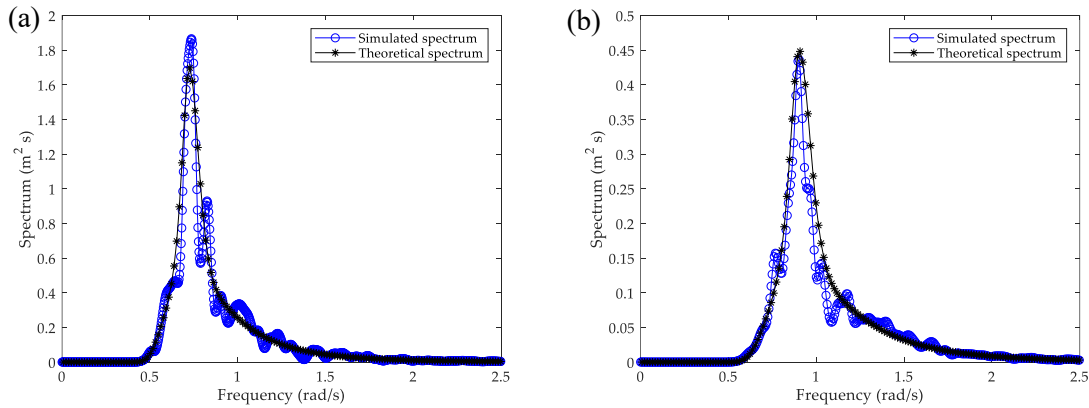 (a)
2
1.8
1.6
1.4
1.2
1
0.8
0.6
0.4
0.2
0
Spectrum (m² s)
Simulated spectrum
Theoretical spectrum
0 0.5 1 1.5 2 2.5
Frequency (rad/s)
(b)
0.5
0.45
0.4
0.35
0.3
0.25
0.2
0.15
0.1
0.05
0
Spectrum (m² s)
Simulated spectrum
Theoretical spectrum
0 0.5 1 1.5 2 2.5
Frequency (rad/s)